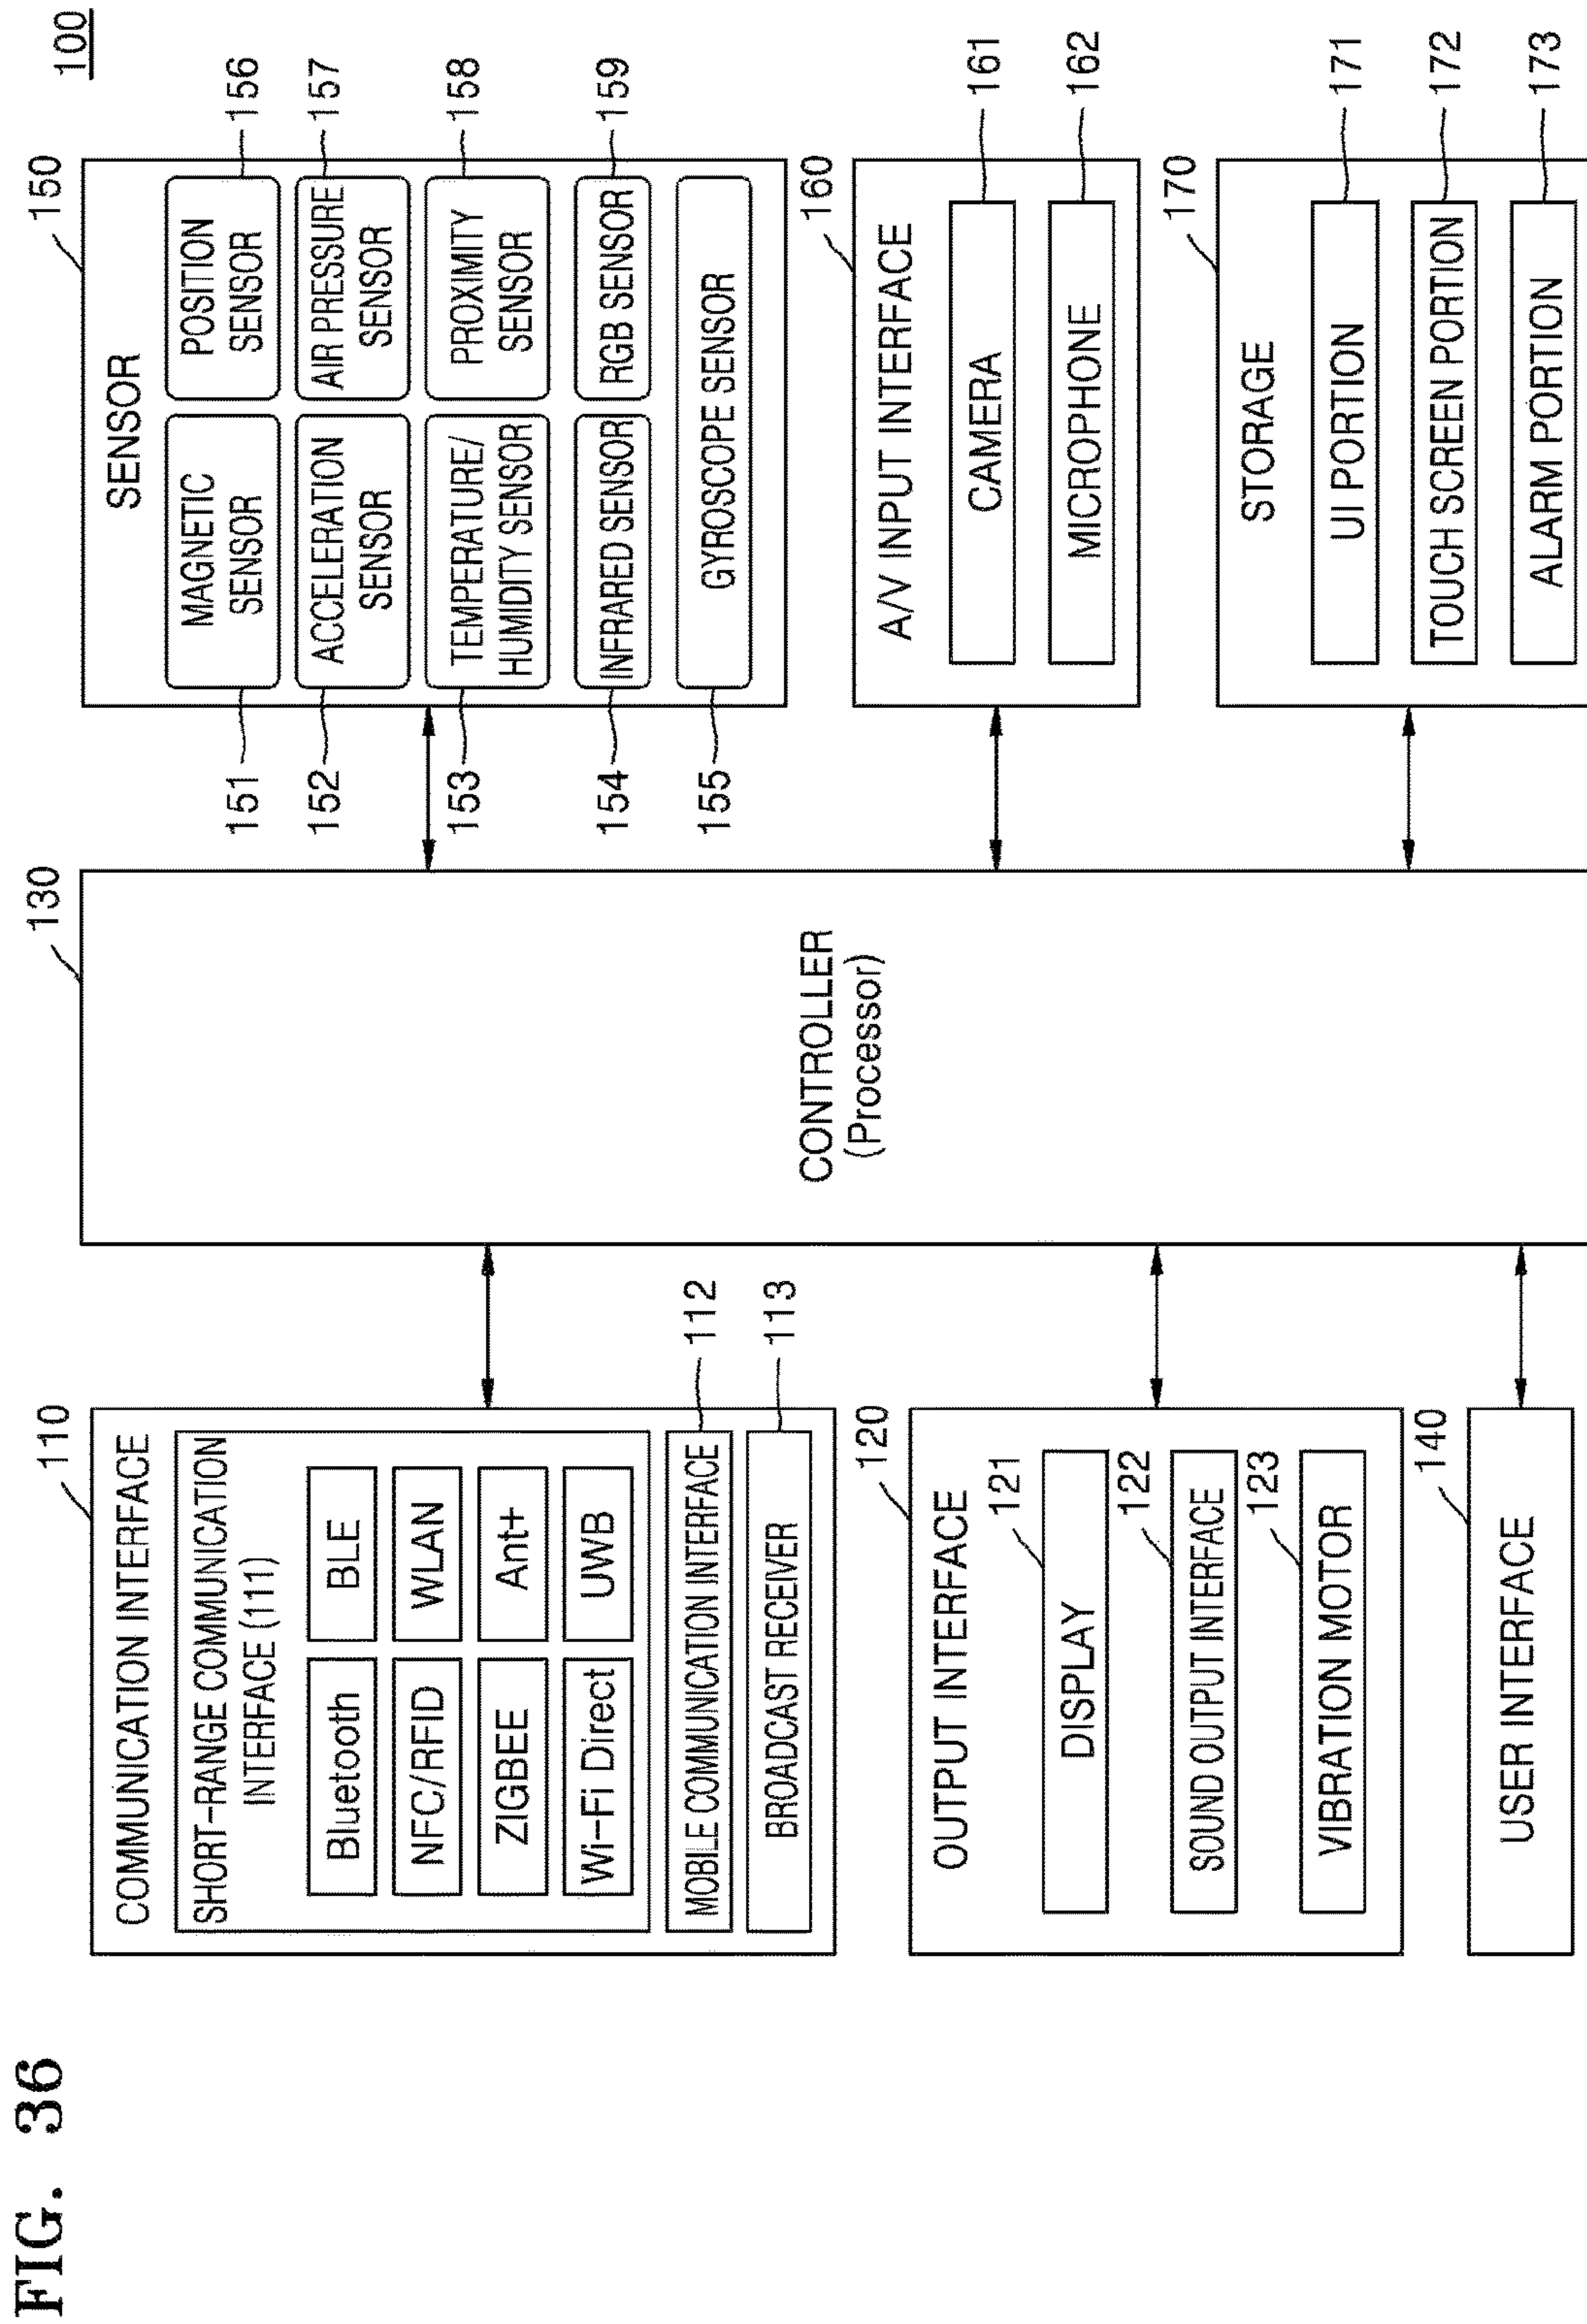 FIG. 36
100
110
COMMUNICATION INTERFACE
SHORT-RANGE COMMUNICATION
INTERFACE (111)
Bluetooth
BLE
NFC/RFID
WLAN
ZIGBEE
Ant+
Wi-Fi Direct
UWB
MOBILE COMMUNICATION INTERFACE
112
BROADCAST RECEIVER
113
120
OUTPUT INTERFACE
121
DISPLAY
122
SOUND OUTPUT INTERFACE
123
VIBRATION MOTOR
140
USER INTERFACE
130
CONTROLLER
(Processor)
150
SENSOR
151
MAGNETIC
SENSOR
POSITION
SENSOR
156
152
ACCELERATION
SENSOR
AIR PRESSURE
SENSOR
157
153
TEMPERATURE/
HUMIDITY SENSOR
PROXIMITY
SENSOR
158
154
INFRARED SENSOR
RGB SENSOR
159
155
GYROSCOPE SENSOR
160
A/V INPUT INTERFACE
CAMERA
161
MICROPHONE
162
170
STORAGE
UI PORTION
171
TOUCH SCREEN PORTION
172
ALARM PORTION
173